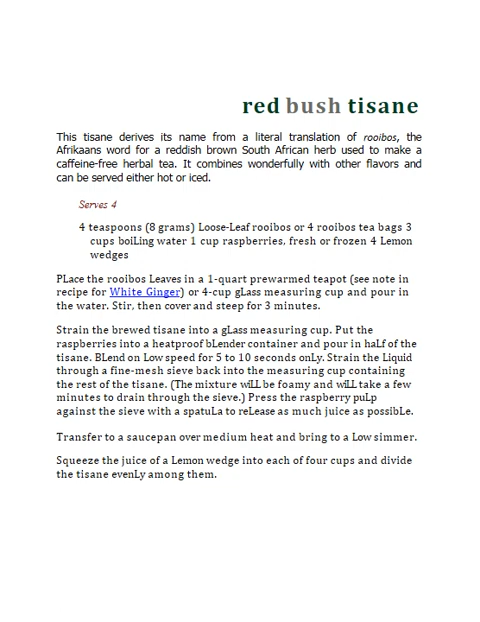 red bush tisane
This tisane derives its name from a literal translation of rooibos, the
Afrikaans word for a reddish brown South African herb used to make a
caffeine-free herbal tea. It combines wonderfully with other flavors and
can be served either hot or iced.
Serves 4
4 teaspoons (8 grams) Loose-Leaf rooibos or 4 rooibos tea bags 3
cups boiLing water 1 cup raspberries, fresh or frozen 4 Lemon
wedges
PLace the rooibos Leaves in a 1-quart prewarmed teapot (see note in
recipe for White Ginger) or 4-cup gLass measuring cup and pour in
the water. Stir, then cover and steep for 3 minutes.
Strain the brewed tisane into a gLass measuring cup. Put the
raspberries into a heatproof bLender container and pour in haLf of the
tisane. BLend on Low speed for 5 to 10 seconds onLy. Strain the Liquid
through a fine-mesh sieve back into the measuring cup containing
the rest of the tisane. (The mixture wiLL be foamy and wiLL take a few
minutes to drain through the sieve.) Press the raspberry puLp
against the sieve with a spatuLa to reLease as much juice as possibLe.
Transfer to a saucepan over medium heat and bring to a Low simmer.
Squeeze the juice of a Lemon wedge into each of four cups and divide
the tisane evenLy among them.